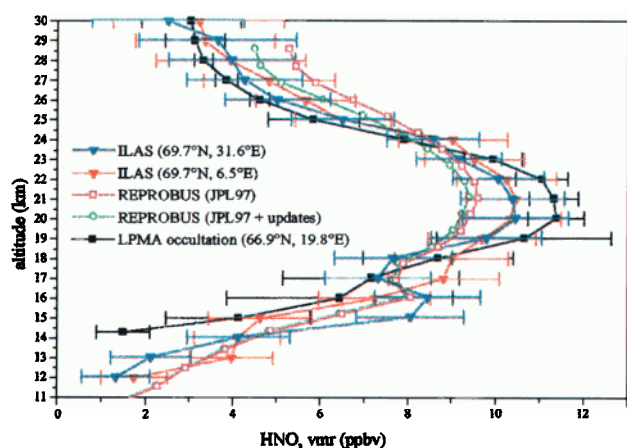 30
29
28
27
26
25
24
23
22
21
20
19
18
17
16
15
14
13
12
11
altitude (km)
ILAS (69.7°N, 31.6°E)
ILAS (69.7°N, 6.5°E)
REPROBUS (JPL97)
REPROBUS (JPL97 + updates)
LPMA occultation (66.9°N, 19.8°E)
0 2 4 6 8 10 12
HNO3 vmr (ppbv)